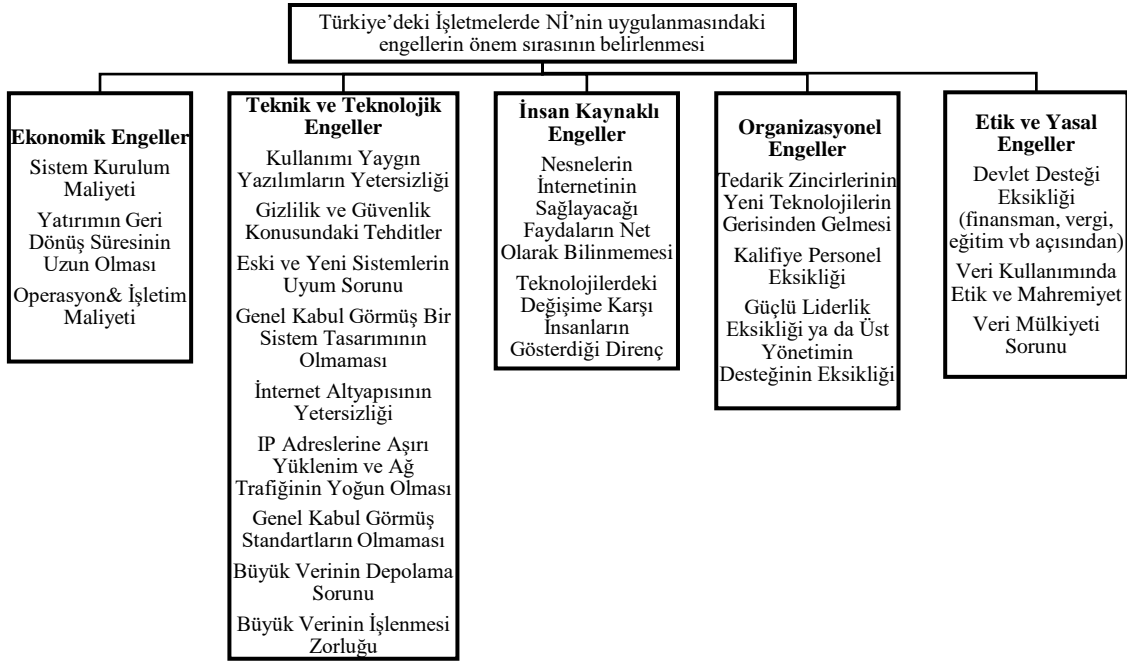 Türkiye'deki İşletmelerde Nİ'nin uygulanmasındaki
engellerin önem sırasının belirlenmesi
Ekonomik Engeller
Sistem Kurulum
Maliyeti
Yatırımın Geri
Dönüş Süresinin
Uzun Olması
Operasyon& İşletim
Maliyeti
Teknik ve Teknolojik
Engeller
Kullanımı Yaygın
Yazılımların Yetersizliği
Gizlilik ve Güvenlik
Konusundaki Tehditler
Eski ve Yeni Sistemlerin
Uyum Sorunu
Genel Kabul Görmüş Bir
Sistem Tasarımının
Olmaması
İnternet Altyapısının
Yetersizliği
IP Adreslerine Aşırı
Yüklenim ve Ağ
Trafiğinin Yoğun Olması
Genel Kabul Görmüş
Standartların Olmaması
Büyük Verinin Depolama
Sorunu
Büyük Verinin İşlenmesi
Zorluğu
İnsan Kaynaklı
Engeller
Nesnelerin
İnternetinin
Sağlayacağı
Faydaların Net
Olarak Bilinmemesi
Teknolojilerdeki
Değişime Karşı
İnsanların
Gösterdiği Direnç
Organizasyonel
Engeller
Tedarik Zincirlerinin
Yeni Teknolojilerin
Gerisinden Gelmesi
Kalifiye Personel
Eksikliği
Güçlü Liderlik
Eksikliği ya da Üst
Yönetimin
Desteğinin Eksikliği
Etik ve Yasal
Engeller
Devlet Desteği
Eksikliği
(finansman, vergi,
eğitim vb açısından)
Veri Kullanımında
Etik ve Mahremiyet
Veri Mülkiyeti
Sorunu